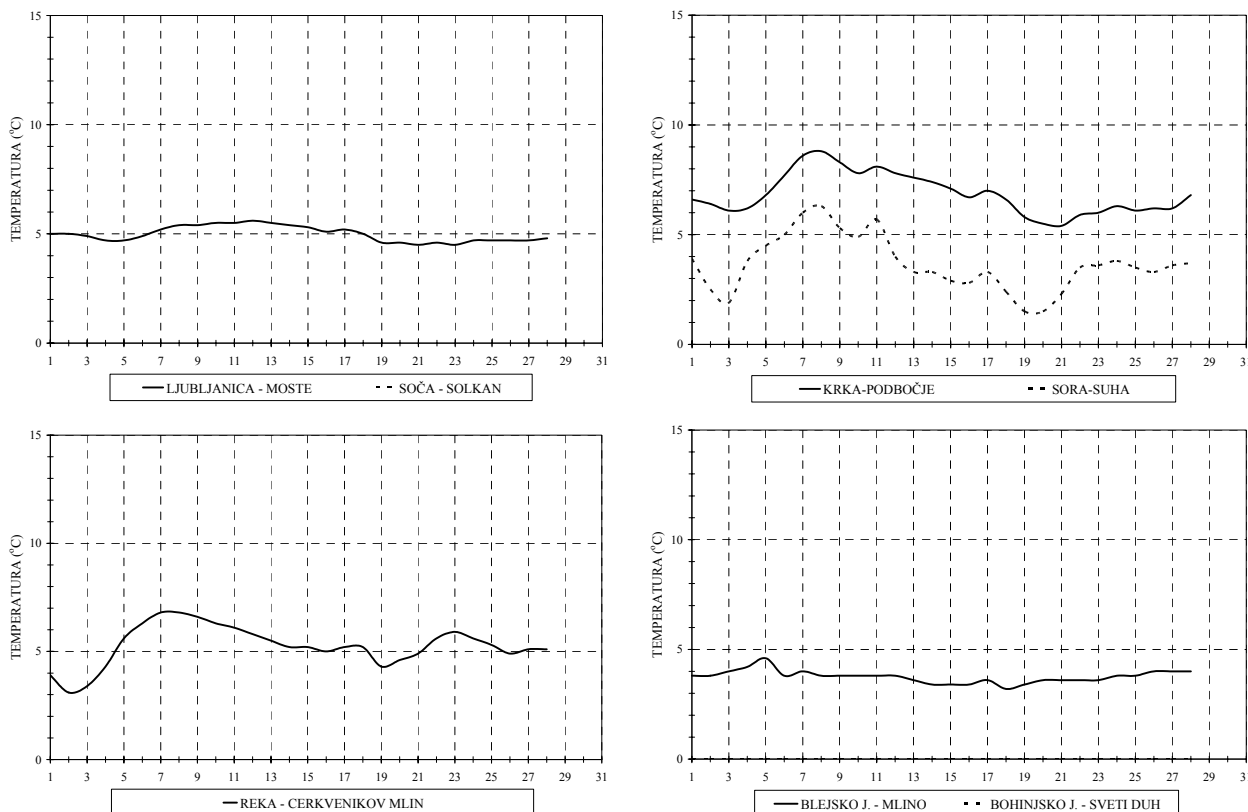 TEMPERATURA (°C)
15
10
5
0
1 3 5 7 9 11 13 15 17 19 21 23 25 27 29 31
LJUBLJANICA - MOSTE SOČA - SOLKAN
TEMPERATURA (°C)
15
10
5
0
1 3 5 7 9 11 13 15 17 19 21 23 25 27 29 3
KRKA-PODBOČJE SORA-SUHA
TEMPERATURA (°C)
15
10
5
0
1 3 5 7 9 11 13 15 17 19 21 23 25 27 29 31
REKA - CERKVENIKOV MLIN
TEMPERATURA (°C)
15
10
5
0
1 3 5 7 9 11 13 15 17 19 21 23 25 27 29 31
BLEJSKO J. - MLINO BOHINJSKO J. - SVETI DUH